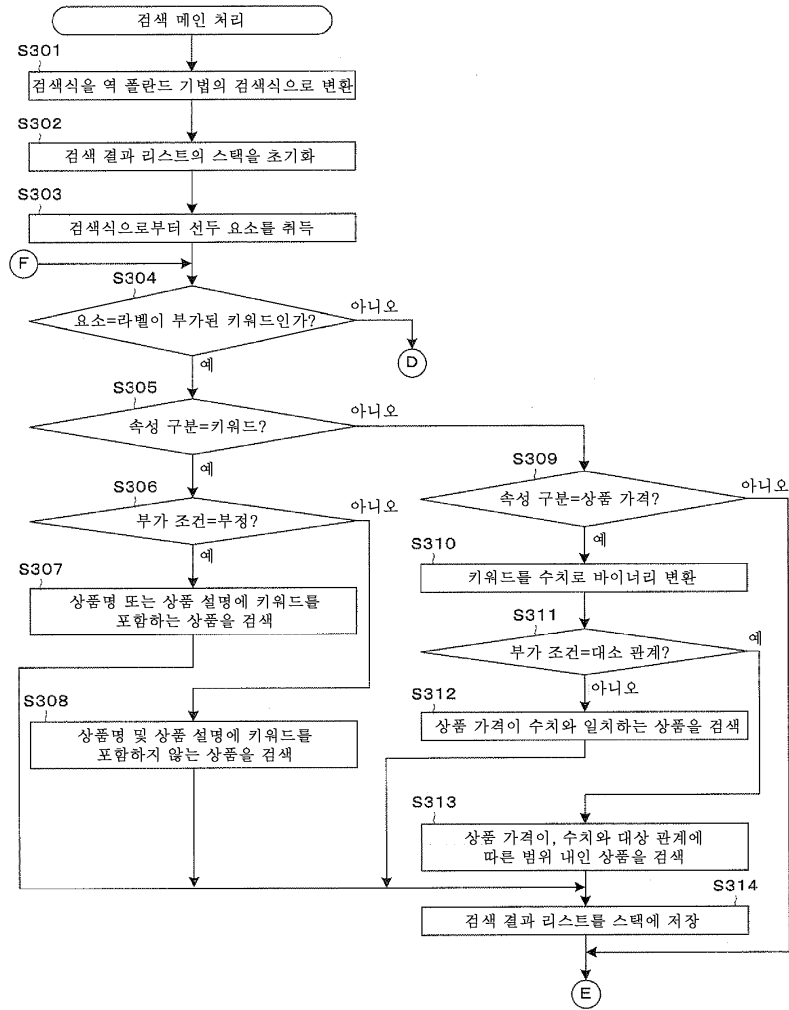 검색 메인 처리
S301
검색식을 역 폴란드 기법의 검색식으로 변환
S302
검색 결과 리스트의 스택을 초기화
S303
검색식으로부터 선두 요소를 취득
F
S304
요소=라벨이 부가된 키워드인가?
아니오
D
예
S305
속성 구분=키워드?
아니오
예
S306
부가 조건=부정?
아니오
예
S307
상품명 또는 상품 설명에 키워드를
포함하는 상품을 검색
S308
상품명 및 상품 설명에 키워드를
포함하지 않는 상품을 검색
S309
속성 구분=상품 가격?
아니오
예
S310
키워드를 수치로 바이너리 변환
S311
부가 조건=대소 관계?
예
아니오
S312
상품 가격이 수치와 일치하는 상품을 검색
S313
상품 가격이, 수치와 대상 관계에
따른 범위 내인 상품을 검색
S314
검색 결과 리스트를 스택에 저장
E